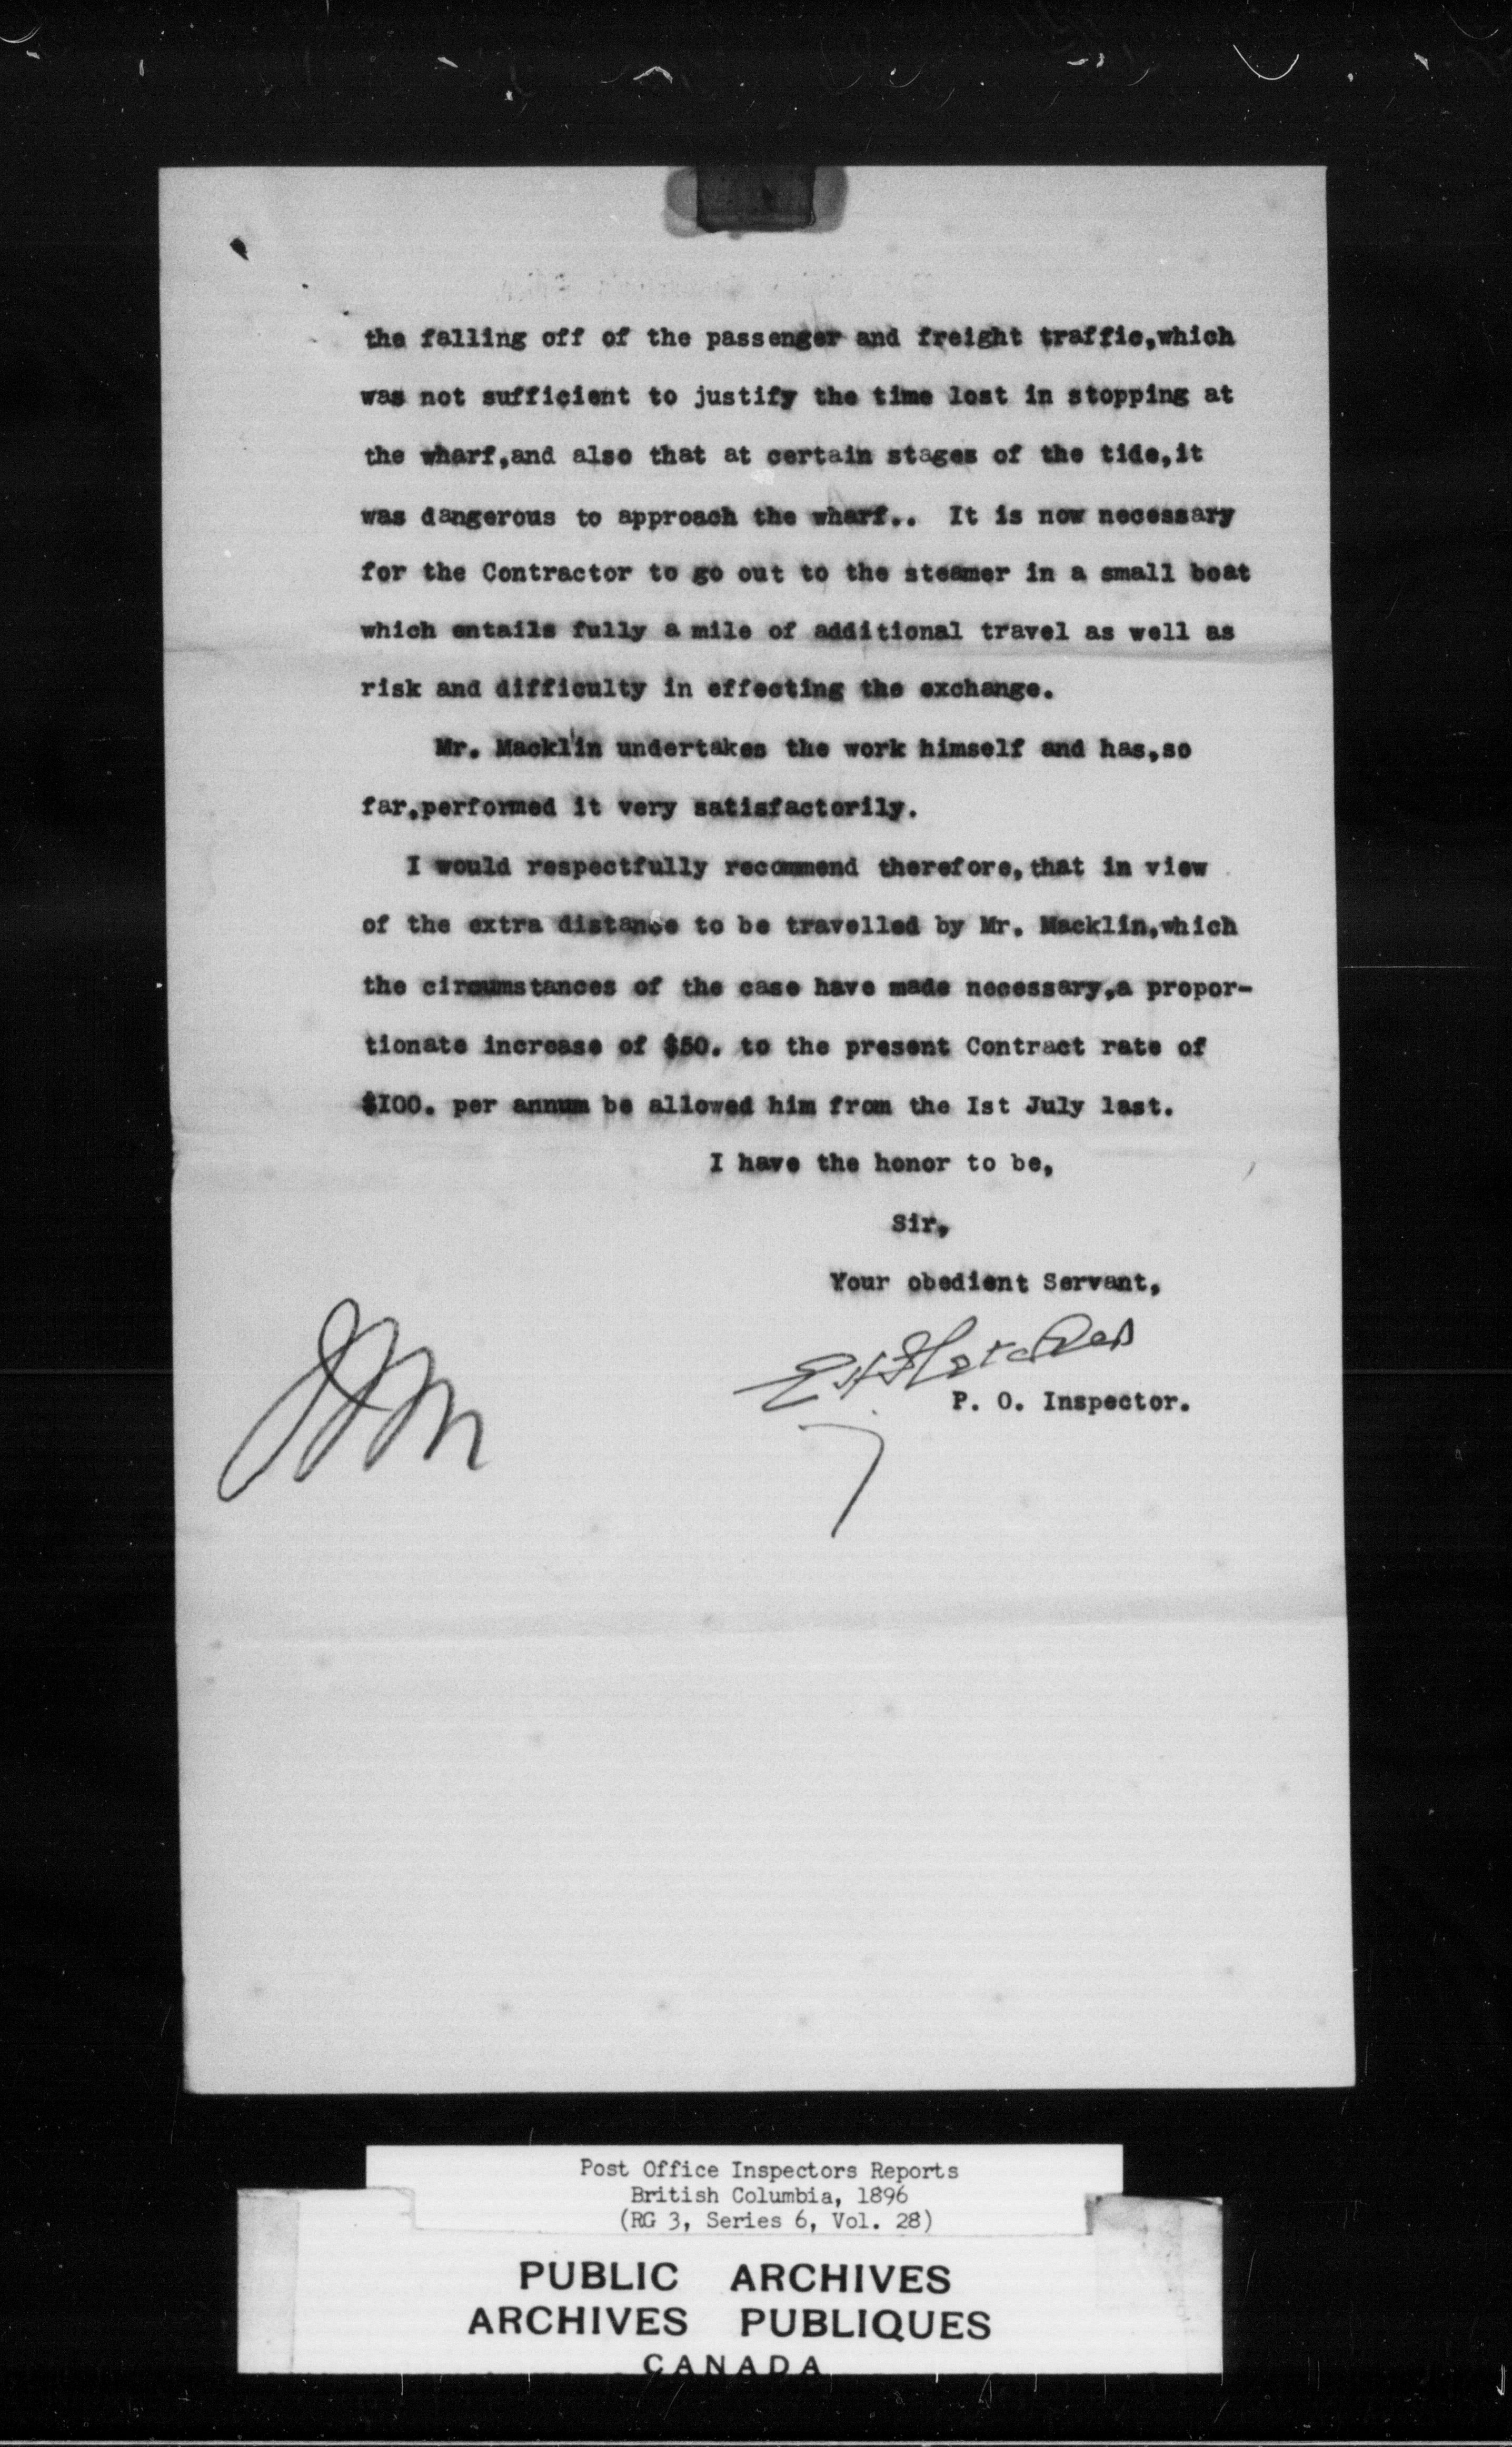 the falling off of the passenger and freight traffic,which
was not sufficient to justify the time lost in stopping at
the wharf,and also that at certain stages of the tide,it
was dangerous to approach the wharf.. It is now necessary
for the Contractor to go out to the steamer in a small boat
which entails fully a mile of additional travel as well as
risk and difficulty in effecting the exchange.
Mr. Macklin undertakes the work himself and has,so
far,performed it very satisfactorily.
I would respectfully recommend therefore,that in view
of the extra distance to be travelled by Mr. Macklin,which
the circumstances of the case have made necessary,a propor-
tionate increase of $50. to the present Contract rate of
$I00. per annum be allowed him from the Ist July last.
I have the honor to be,
Sir,
Your obedient Servant,
E H Fletcher
P. O. Inspector.
Post Office Inspectors Reports
British Columbia, 1896
(RG 3, Series 6, Vol. 28)
PUBLIC ARCHIVES
ARCHIVES PUBLIQUES
CANADA